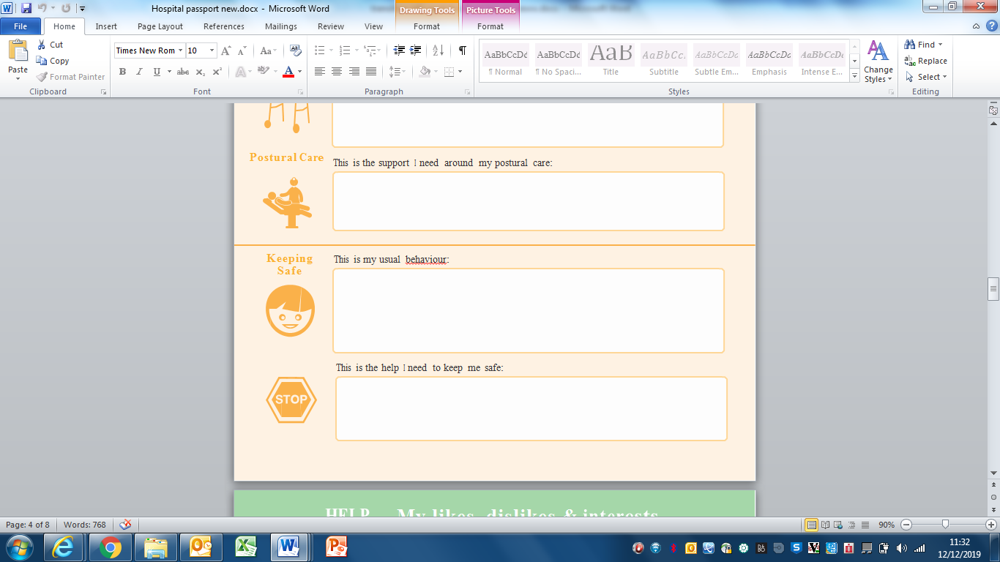 Hospital passport new.docx - Microsoft Word
Drawing Tools
Picture Tools
File
Home
Insert
Page Layout
References
Mailings
Review
View
Format
Format
Paste
Cut
Copy
Format Painter
Clipboard
Times New Rom
10
Font
Paragraph
AaBbCcDd
¶ Normal
AaBbCcDd
¶ No Spaci...
AaB
Title
AaBbCc.
Subtitle
AaBbCcDd
Subtle Em...
AaBbCcDd
Emphasis
AaBbCcDd
Intense E...
Change
Styles
Styles
Find
Replace
Select
Editing
Postural Care
This is the support I need around my postural care:
Keeping
Safe
This is my usual behaviour:
This is the help I need to keep me safe:
STOP
HELP My likes, dislikes & interests
Page: 4 of 8
Words: 768
90%
11:32
12/12/2019